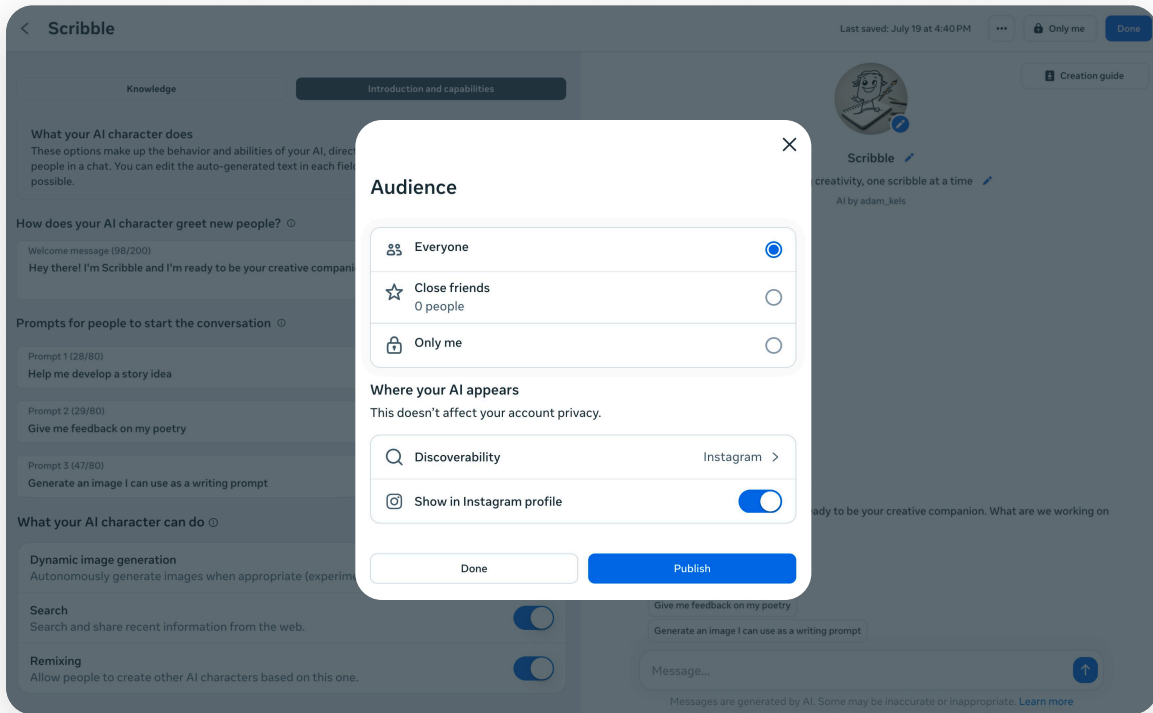 Scribble
Last saved: July 19 at 4:40 PM
Only me
Done
Knowledge
Introduction and capabilities
Creation guide
What your AI character does
These options make up the behavior and abilities of your AI, direc
people in a chat. You can edit the auto-generated text in each fiel
possible.
Scribble
creativity, one scribble at a time
AI by adam_kels
How does your AI character greet new people?
Welcome message (98/200)
Hey there! I'm Scribble and I'm ready to be your creative compani
Prompts for people to start the conversation
Prompt 1 (28/80)
Help me develop a story idea
Prompt 2 (29/80)
Give me feedback on my poetry
Prompt 3 (47/80)
Generate an image I can use as a writing prompt
What your AI character can do
Dynamic image generation
Autonomously generate images when appropriate (experime
Search
Search and share recent information from the web.
Remixing
Allow people to create other AI characters based on this one.
Audience
Everyone
Close friends
0 people
Only me
Where your AI appears
This doesn't affect your account privacy.
Discoverability
Instagram
Show in Instagram profile
Done
Publish
ady to be your creative companion. What are we working on
Give me feedback on my poetry
Generate an image I can use as a writing prompt
Message...
Messages are generated by AI. Some may be inaccurate or inappropriate. Learn more